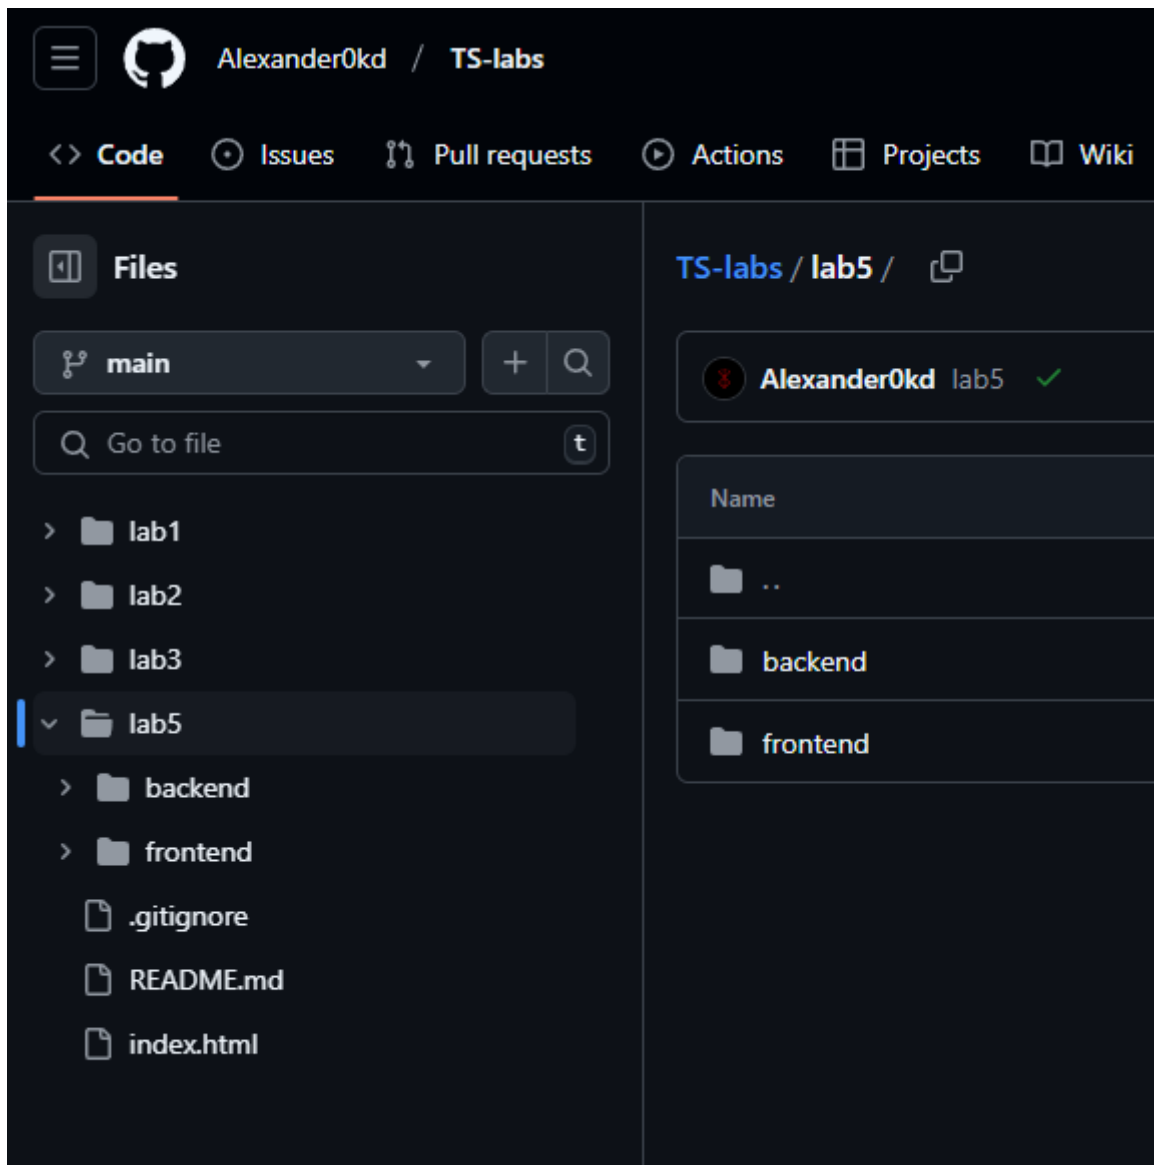 Alexander0kd / TS-labs
Code Issues Pull requests Actions Projects Wiki
Files
main
Go to file t
lab1
lab2
lab3
lab5
backend
frontend
.gitignore
README.md
index.html
TS-labs / lab5 /
Alexander0kd lab5
Name
..
backend
frontend